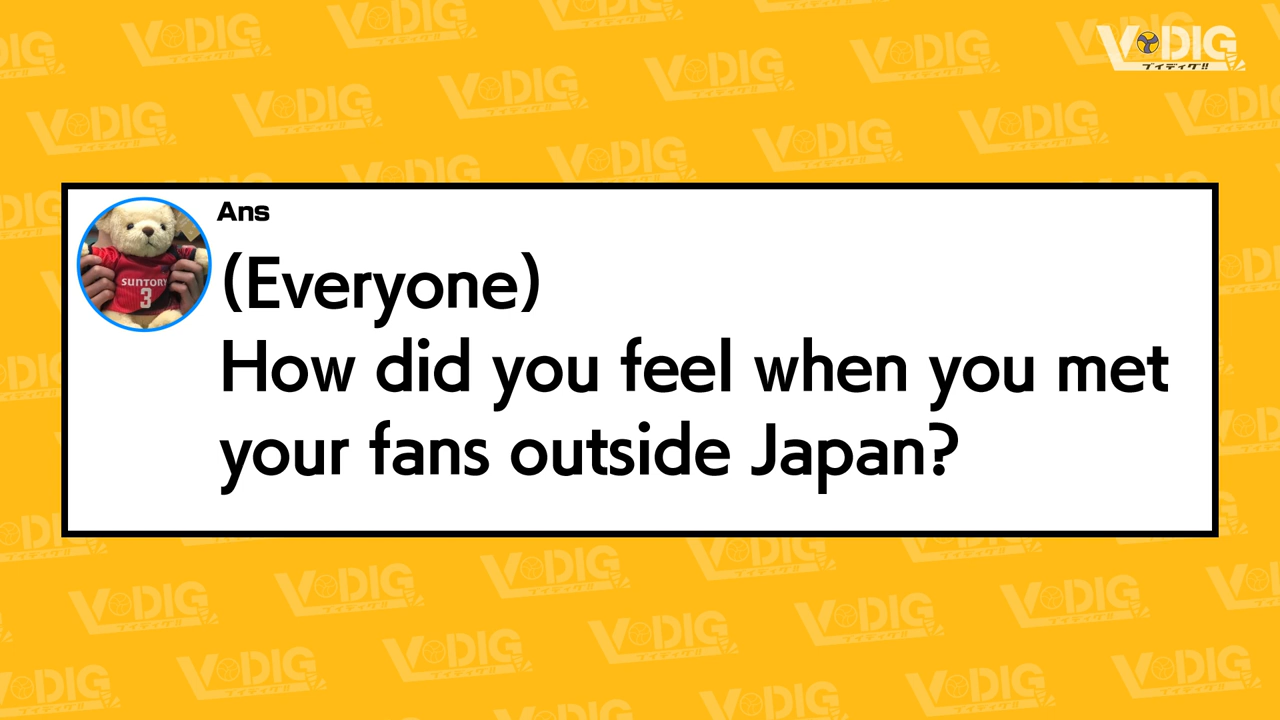 V DIG
ブイディグ!!
Ans
SUNTORY
3
(Everyone)
How did you feel when you met
your fans outside Japan?